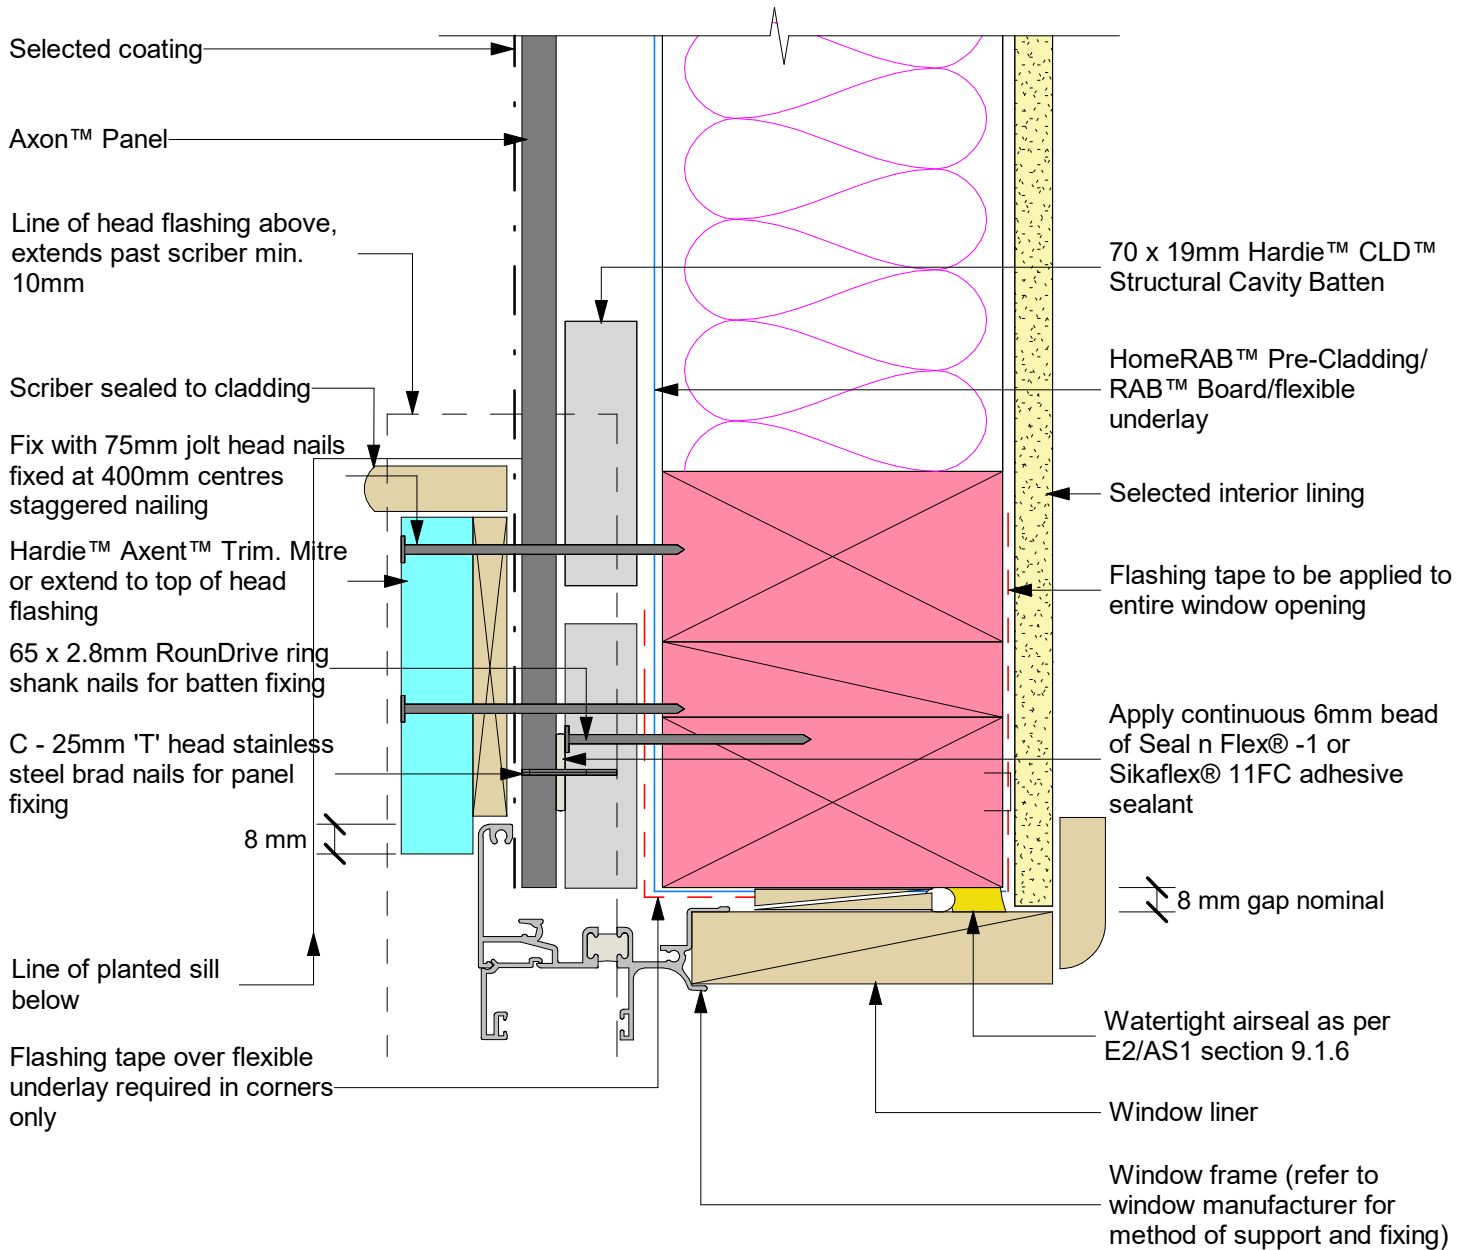 Selected coating
Axon™ Panel
Line of head flashing above,
extends past scriber min.
10mm
Scriber sealed to cladding
Fix with 75mm jolt head nails
fixed at 400mm centres
staggered nailing
Hardie™ Axent™ Trim. Mitre
or extend to top of head
flashing
65 x 2.8mm RounDrive ring
shank nails for batten fixing
C - 25mm 'T' head stainless
steel brad nails for panel
fixing
8 mm
Line of planted sill
below
Flashing tape over flexible
underlay required in corners
only
70 x 19mm Hardie™ CLD™
Structural Cavity Batten
HomeRAB™ Pre-Cladding/
RAB™ Board/flexible
underlay
Selected interior lining
Flashing tape to be applied to
entire window opening
Apply continuous 6mm bead
of Seal n Flex® -1 or
Sikaflex® 11FC adhesive
sealant
8 mm gap nominal
Watertight airseal as per
E2/AS1 section 9.1.6
Window liner
Window frame (refer to
window manufacturer for
method of support and fixing)